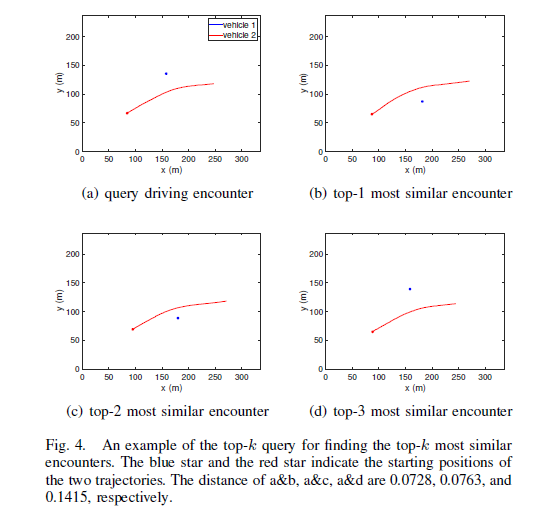 vehicle 1
vehicle 2
200
150
100
50
0
y (m)
0 50 100 150 200 250 300
x (m)
(a) query driving encounter
200
150
100
50
0
y (m)
0 50 100 150 200 250 300
x (m)
(b) top-1 most similar encounter
200
150
100
50
0
y (m)
0 50 100 150 200 250 300
x (m)
(c) top-2 most similar encounter
200
150
100
50
0
y (m)
0 50 100 150 200 250 300
x (m)
(d) top-3 most similar encounter
Fig. 4. An example of the top-k query for finding the top-k most similar
encounters. The blue star and the red star indicate the starting positions of
the two trajectories. The distance of a&b, a&c, a&d are 0.0728, 0.0763, and
0.1415, respectively.